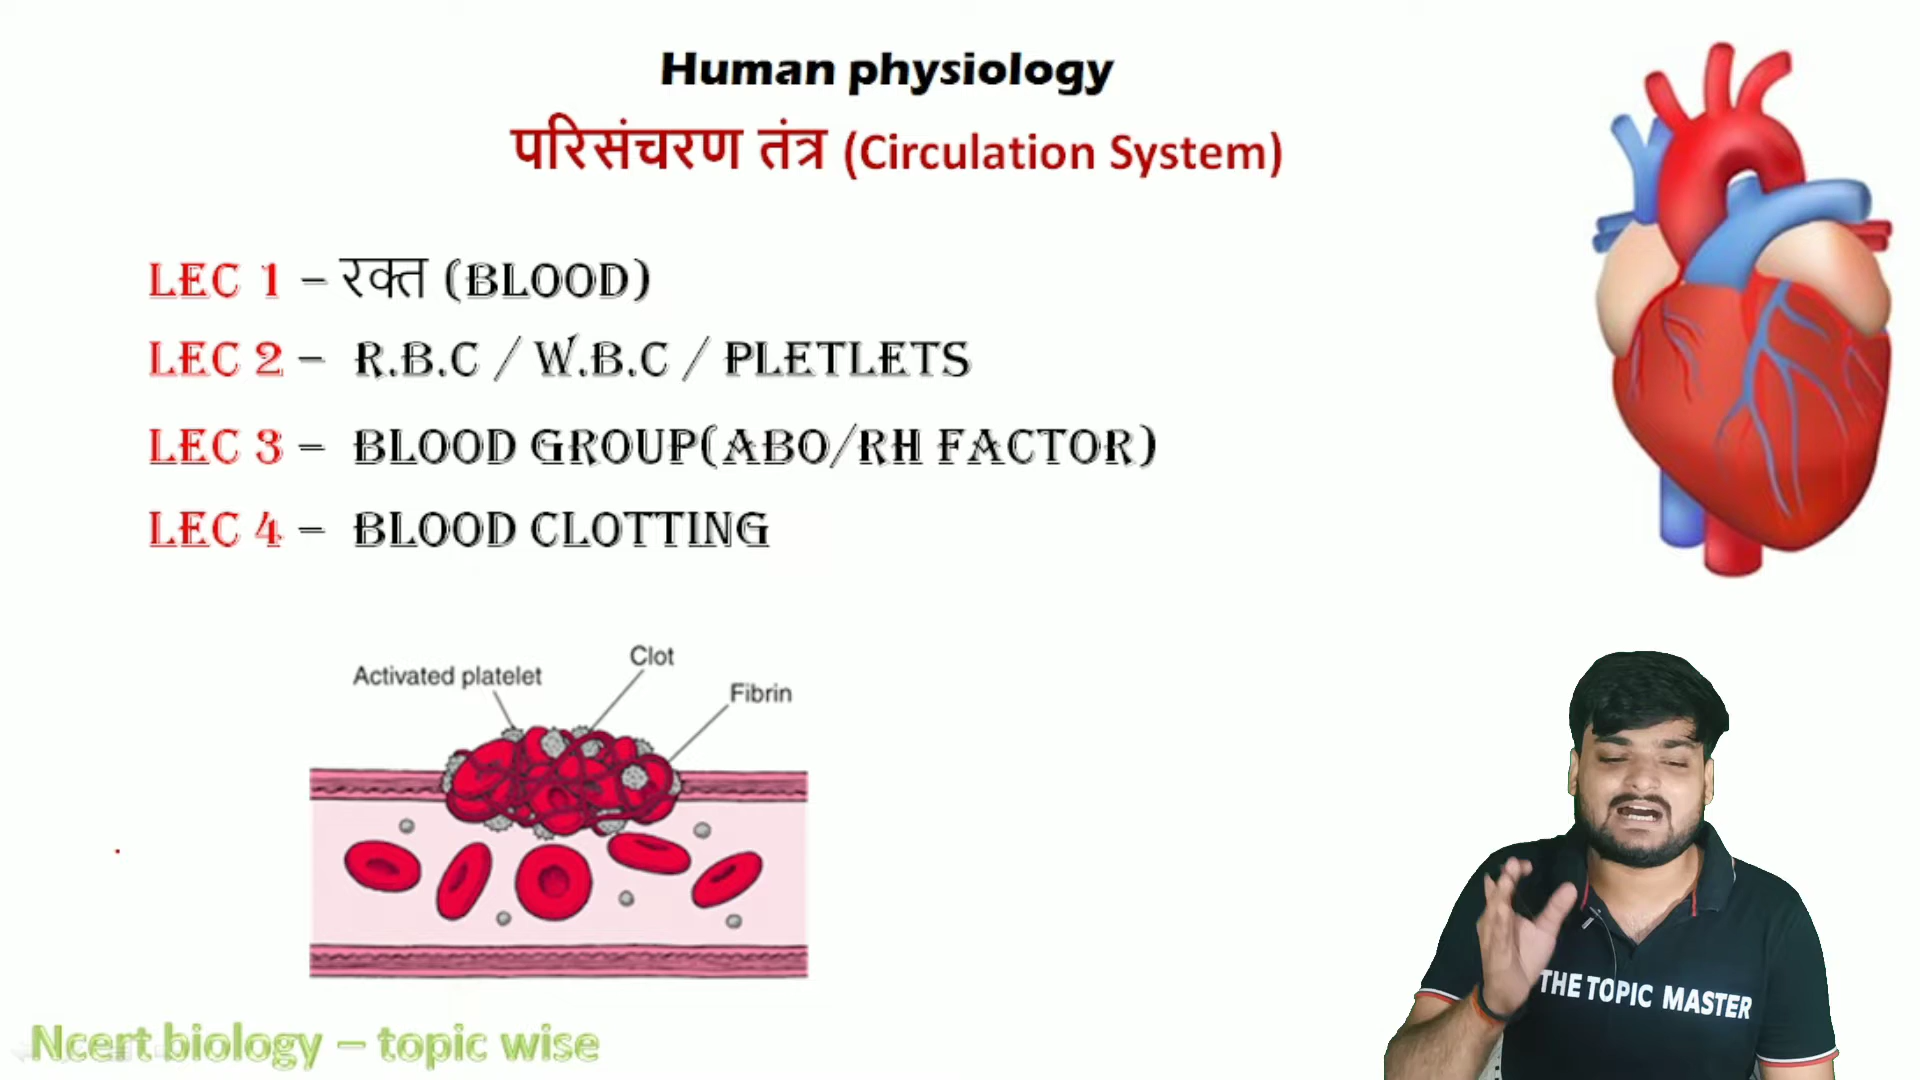 Human physiology
परिसंचरण तंत्र (Circulation System)
LEC 1 – रक्त (BLOOD)
LEC 2 – R.B.C / W.B.C / PLETLETS
LEC 3 – BLOOD GROUP(ABO/RH FACTOR)
LEC 4 – BLOOD CLOTTING
Clot
Activated platelet
Fibrin
THE TOPIC MASTER
Ncert biology – topic wise